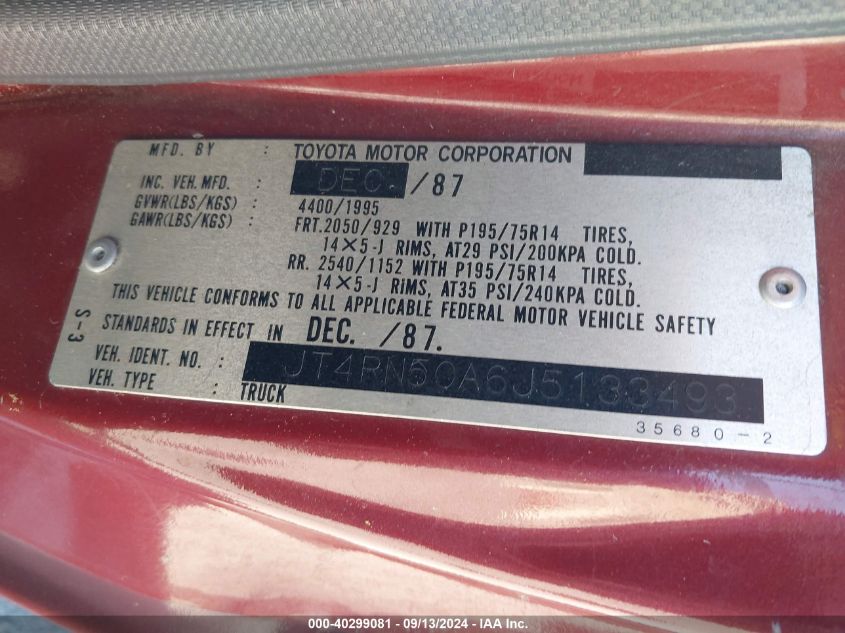 MFD. BY : TOYOTA MOTOR CORPORATION
INC. VEH. MFD. : DEC. /87
GVWR(LBS/KGS) : 4400/1995
GAWR(LBS/KGS) : FRT. 2050/929 WITH P195/75R14 TIRES,
14×5-J RIMS, AT29 PSI/200KPA COLD.
RR. 2540/1152 WITH P195/75R14 TIRES,
14×5-J RIMS, AT35 PSI/240KPA COLD.
THIS VEHICLE CONFORMS TO ALL APPLICABLE FEDERAL MOTOR VEHICLE SAFETY
STANDARDS IN EFFECT IN DEC. /87.
VEH. IDENT. NO. : JT4RN50A6J5133493
VEH. TYPE : TRUCK
S-3
35680-2
000-40299081 - 09/13/2024 - IAA Inc.